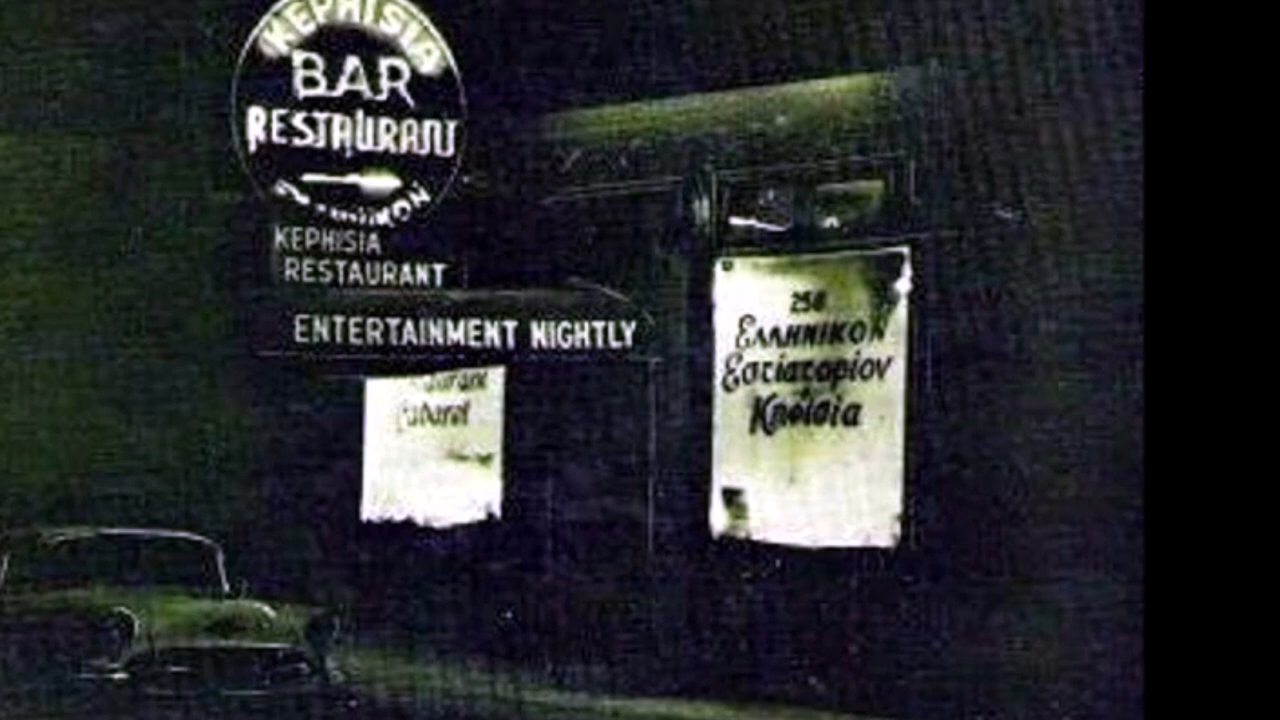 KEPHISIA
BAR
RESTAURANT
KEPHISIA
RESTAURANT
ENTERTAINMENT NIGHTLY
258
Ελληνικον
Εστιατοριον
Κηφισια